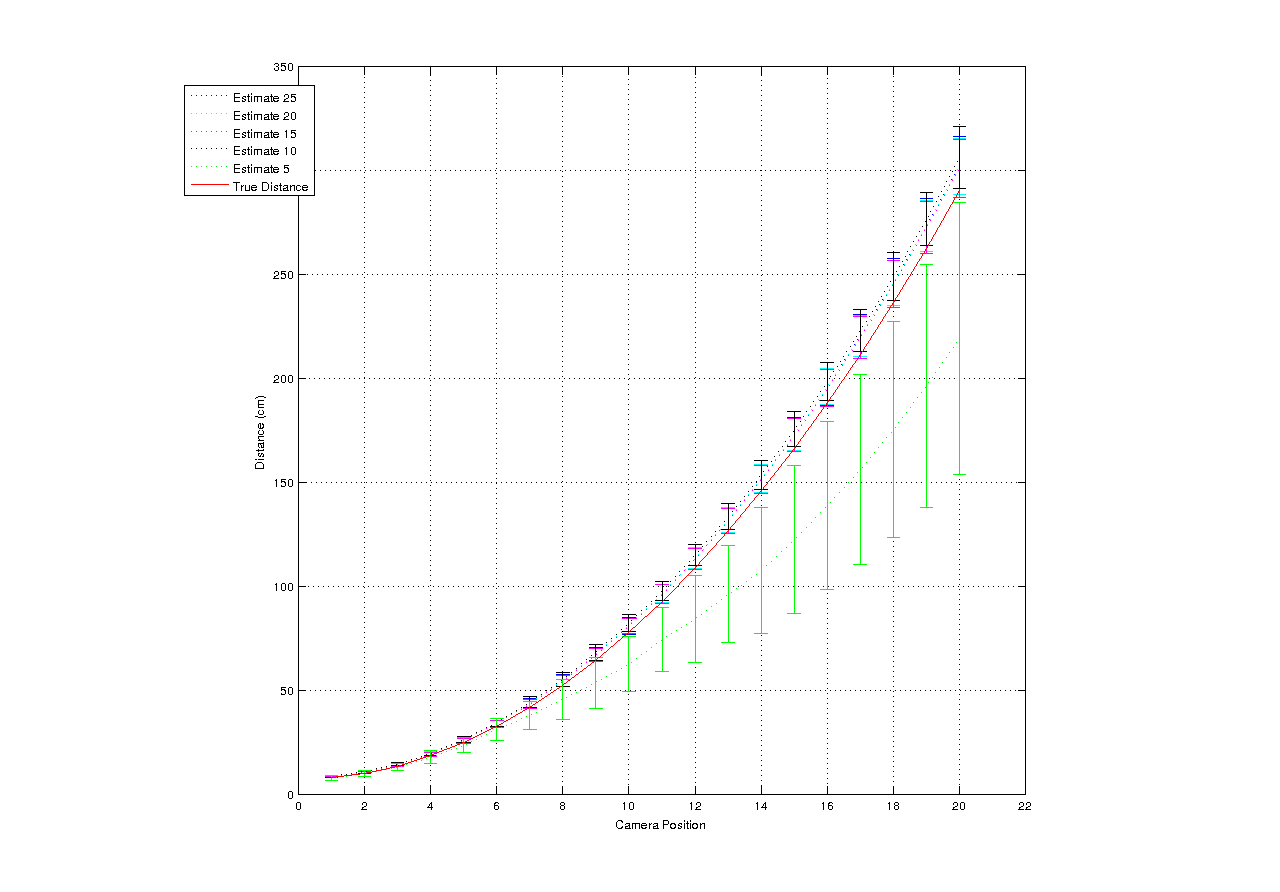 350
Estimate 25
Estimate 20
Estimate 15
Estimate 10
Estimate 5
True Distance
250
200
150
100
50
0
Distance (cm)
0 2 4 6 8 10 12 14 16 18 20 22
Camera Position